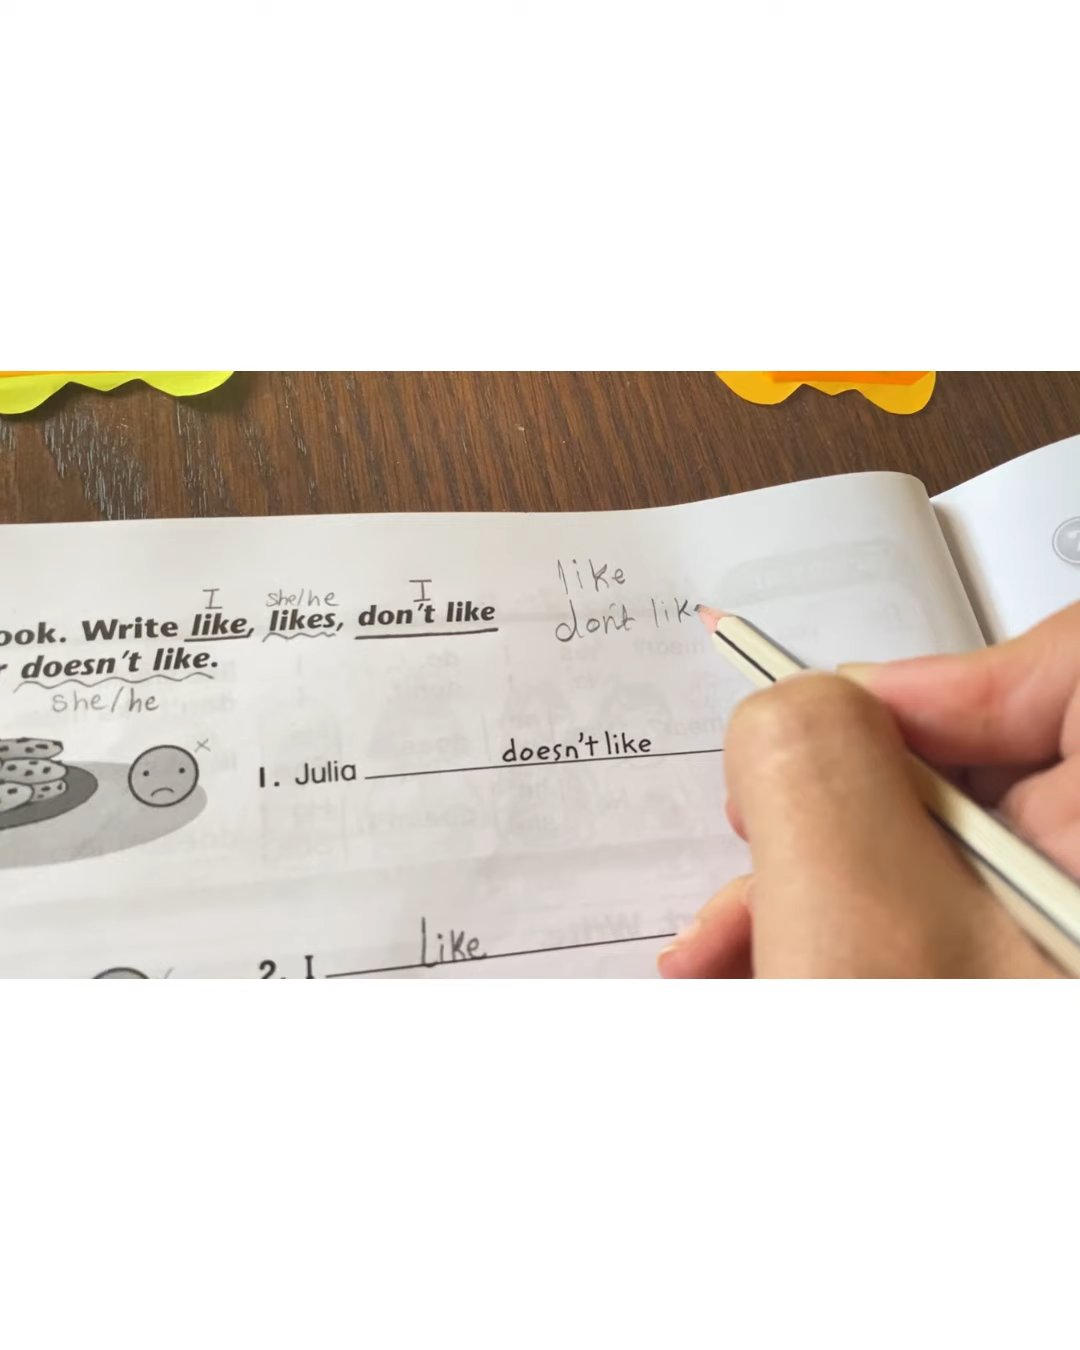 like
don't lik
I she/he I
ook. Write like, likes, don't like
r doesn't like.
she/he
1. Julia doesn't like
2. I Like